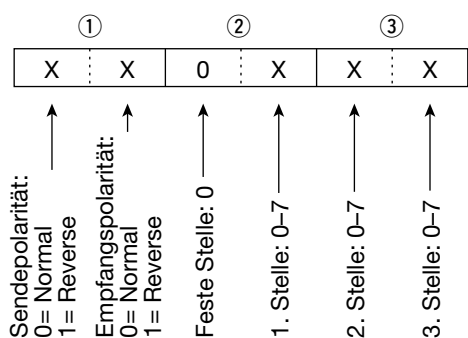 ① ② ③
X X 0 X X X
Sendepolarität:
0= Normal
1= Reverse
Empfangspolarität:
0= Normal
1= Reverse
Feste Stelle: 0
1. Stelle: 0–7
2. Stelle: 0–7
3. Stelle: 0–7